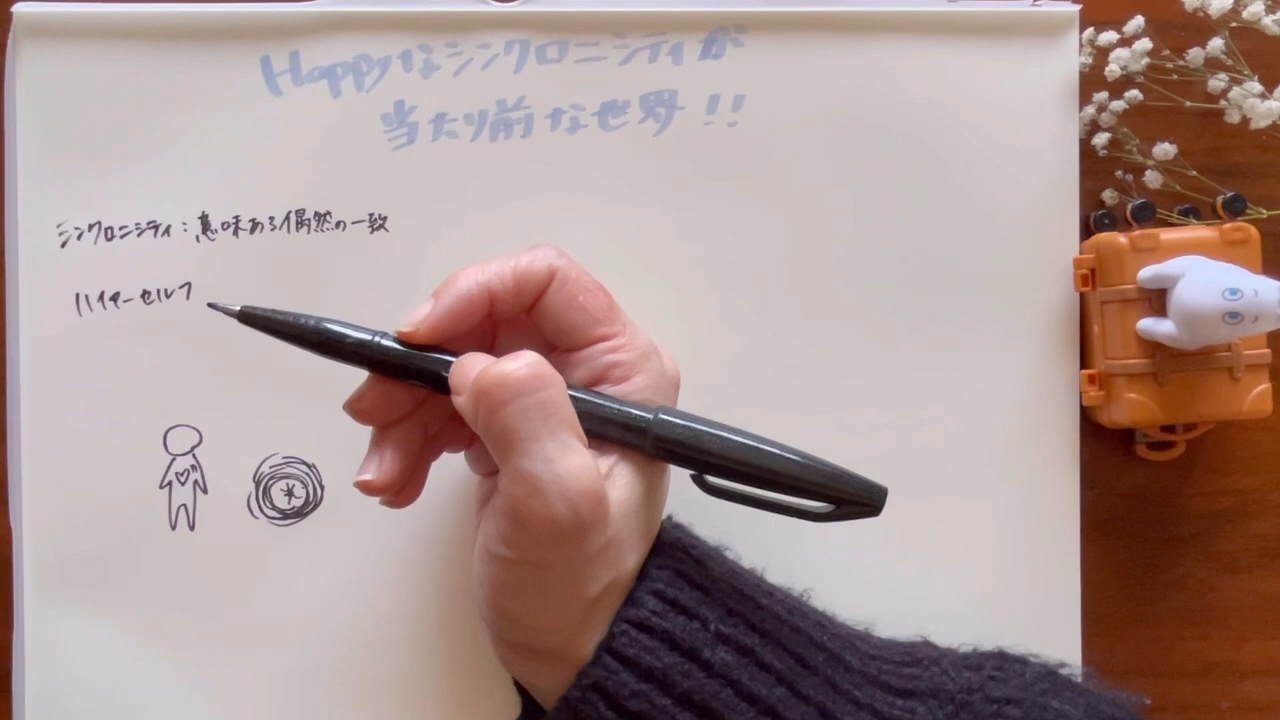 Happyなシンクロニシティが
当たり前な世界!!
シンクロニシティ:意味ある偶然の一致
ハイヤーセルフ